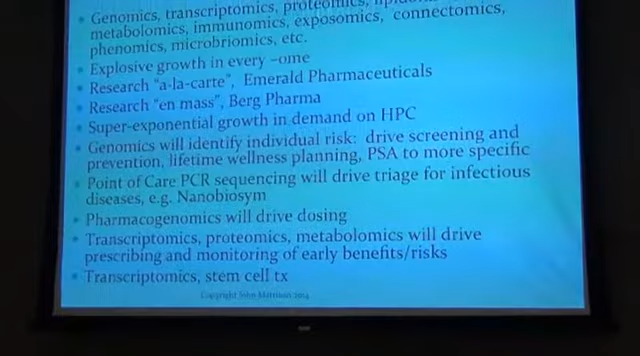 Genomics, transcriptomics, proteomics,
metabolomics, immunomics, exposomics, connectomics,
phenomics, microbriomics, etc.
Explosive growth in every –ome
Research "a-la-carte", Emerald Pharmaceuticals
Research "en mass", Berg Pharma
Super-exponential growth in demand on HPC
Genomics will identify individual risk: drive screening and
prevention, lifetime wellness planning, PSA to more specific
Point of Care PCR sequencing will drive triage for infectious
diseases, e.g. Nanobiosym
Pharmacogenomics will drive dosing
Transcriptomics, proteomics, metabolomics will drive
prescribing and monitoring of early benefits/risks
Transcriptomics, stem cell tx
Copyright John Mattison 2014